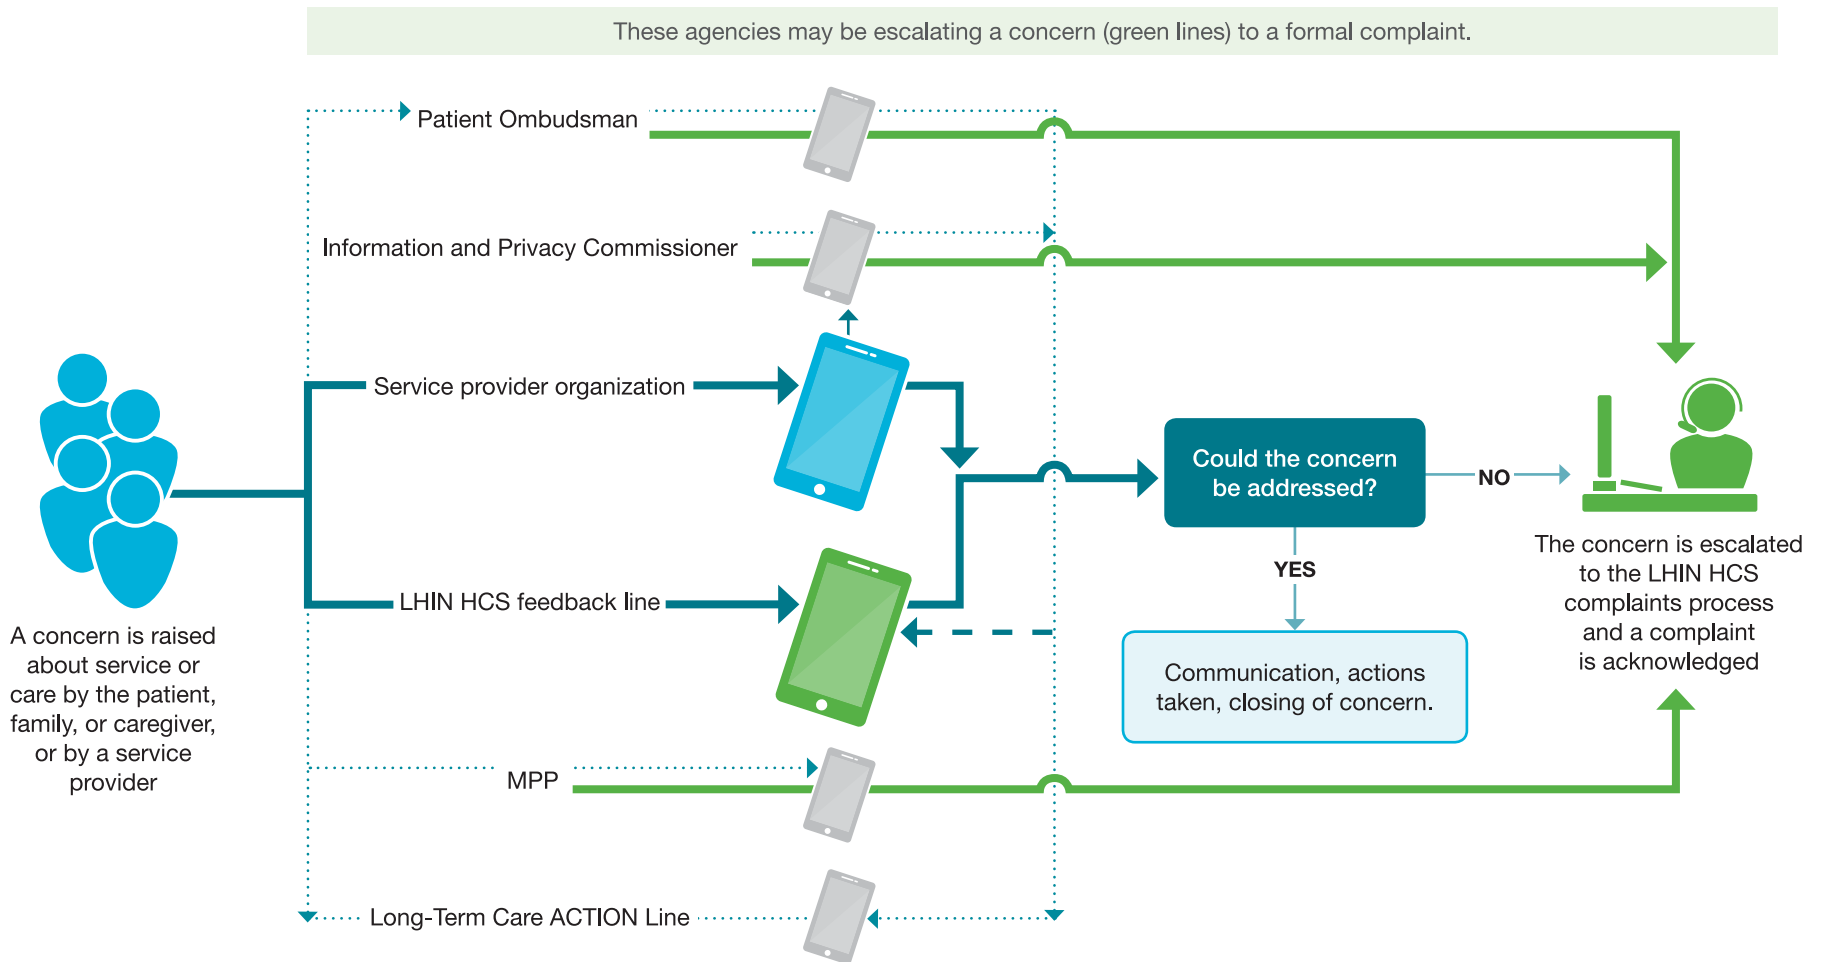 These agencies may be escalating a concern (green lines) to a formal complaint.
Patient Ombudsman
Information and Privacy Commissioner
Service provider organization
LHIN HCS feedback line
MPP
Long-Term Care ACTION Line
A concern is raised
about service or
care by the patient,
family, or caregiver,
or by a service
provider
Could the concern
be addressed?
NO
YES
Communication, actions
taken, closing of concern.
The concern is escalated
to the LHIN HCS
complaints process
and a complaint
is acknowledged